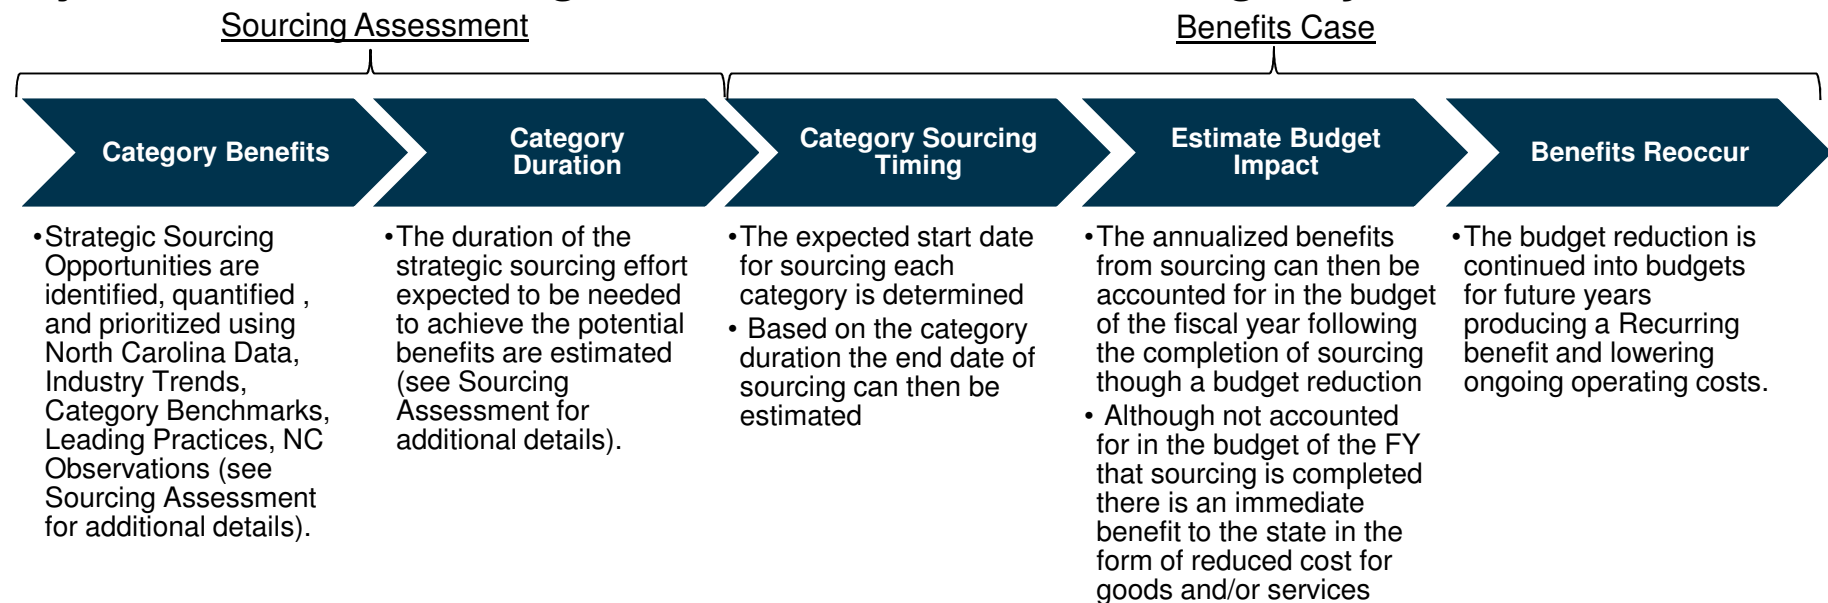 Sourcing Assessment
Benefits Case
Category Benefits
Category
Duration
Category Sourcing
Timing
Estimate Budget
Impact
Benefits Reoccur
•Strategic Sourcing
Opportunities are
identified, quantified ,
and prioritized using
North Carolina Data,
Industry Trends,
Category Benchmarks,
Leading Practices, NC
Observations (see
Sourcing Assessment
for additional details).
•The duration of the
strategic sourcing effort
expected to be needed
to achieve the potential
benefits are estimated
(see Sourcing
Assessment for
additional details).
•The expected start date
for sourcing each
category is determined
• Based on the category
duration the end date of
sourcing can then be
estimated
•The annualized benefits
from sourcing can then be
accounted for in the budget
of the fiscal year following
the completion of sourcing
though a budget reduction
• Although not accounted
for in the budget of the FY
that sourcing is completed
there is an immediate
benefit to the state in the
form of reduced cost for
goods and/or services
•The budget reduction is
continued into budgets
for future years
producing a Recurring
benefit and lowering
ongoing operating costs.